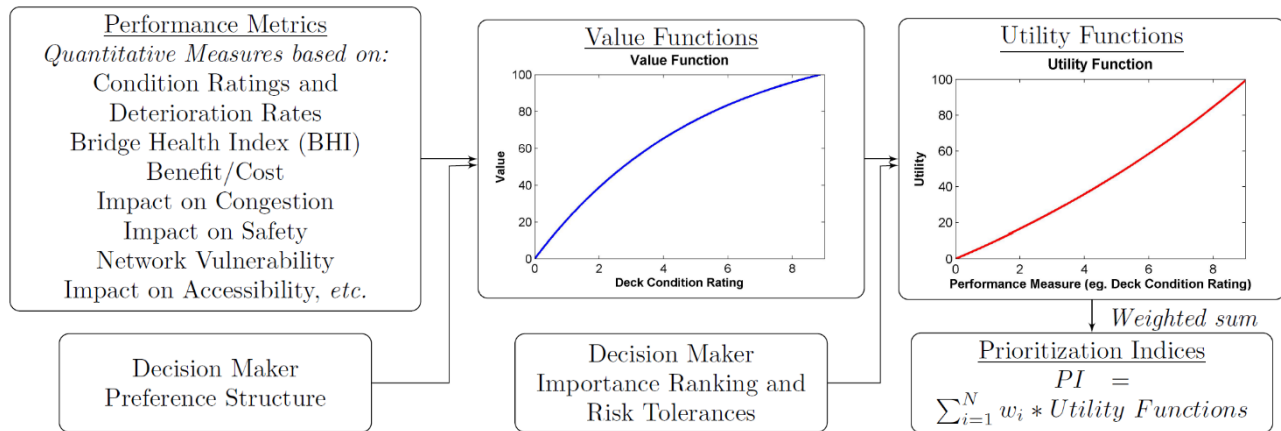 Performance Metrics
Quantitative Measures based on:
Condition Ratings and
Deterioration Rates
Bridge Health Index (BHI)
Benefit/Cost
Impact on Congestion
Impact on Safety
Network Vulnerability
Impact on Accessibility, etc.
Decision Maker
Preference Structure
Value Functions
Value Function
100
80
60
40
20
0
Value
0 2 4 6 8
Deck Condition Rating
Decision Maker
Importance Ranking and
Risk Tolerances
Utility Functions
Utility Function
100
80
60
40
20
0
Utility
0 2 4 6 8
Performance Measure (eg. Deck Condition Rating)
Weighted sum
Prioritization Indices
PI =
∑_{i=1}^{N} w_i * Utility Functions